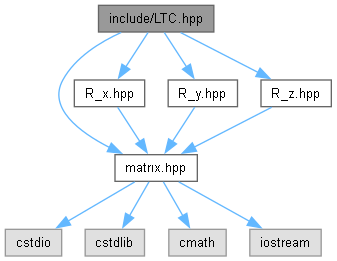 include/LTC.hpp
R_x.hpp
R_y.hpp
R_z.hpp
matrix.hpp
cstdio
cstdlib
cmath
iostream